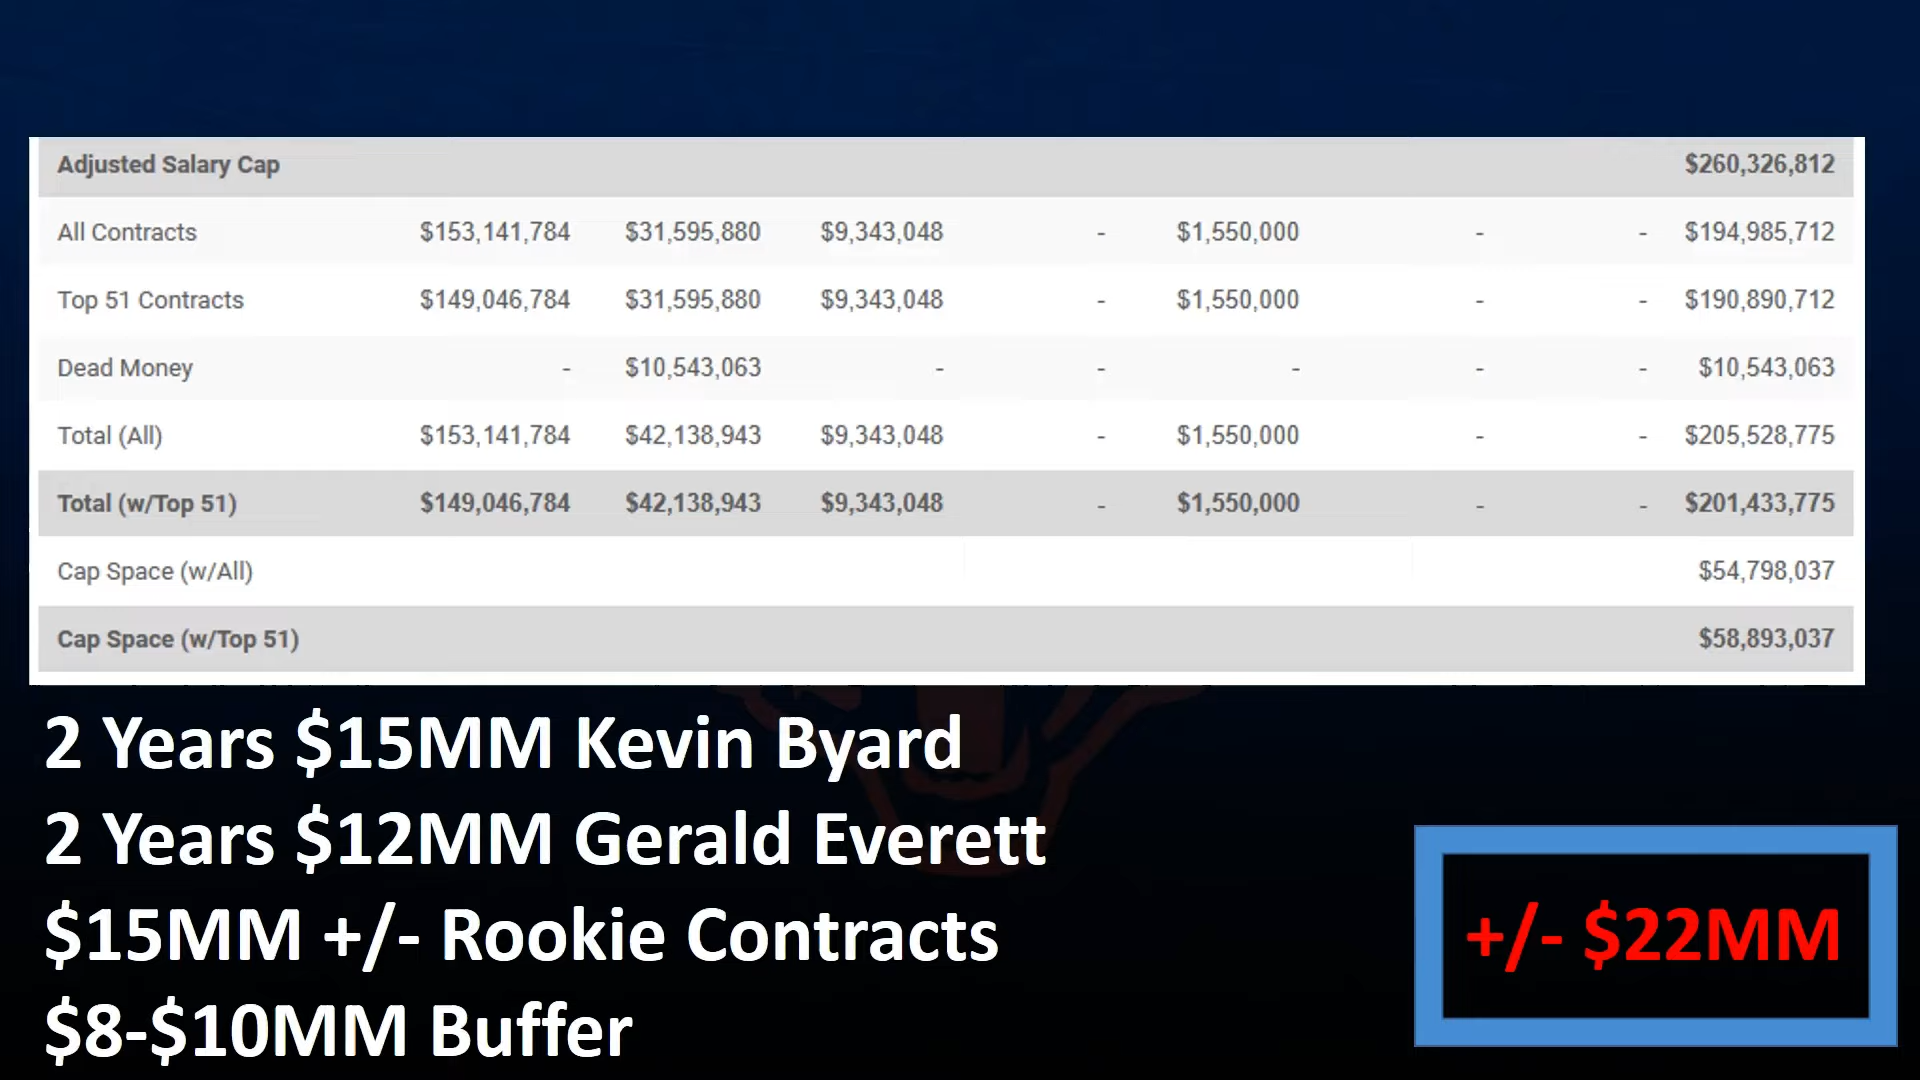 Adjusted Salary Cap $260,326,812
All Contracts $153,141,784 $31,595,880 $9,343,048 - $1,550,000 - - $194,985,712
Top 51 Contracts $149,046,784 $31,595,880 $9,343,048 - $1,550,000 - - $190,890,712
Dead Money - $10,543,063 - - - - - $10,543,063
Total (All) $153,141,784 $42,138,943 $9,343,048 - $1,550,000 - - $205,528,775
Total (w/Top 51) $149,046,784 $42,138,943 $9,343,048 - $1,550,000 - - $201,433,775
Cap Space (w/All) $54,798,037
Cap Space (w/Top 51) $58,893,037
2 Years $15MM Kevin Byard
2 Years $12MM Gerald Everett
$15MM +/- Rookie Contracts
$8-$10MM Buffer
+/- $22MM